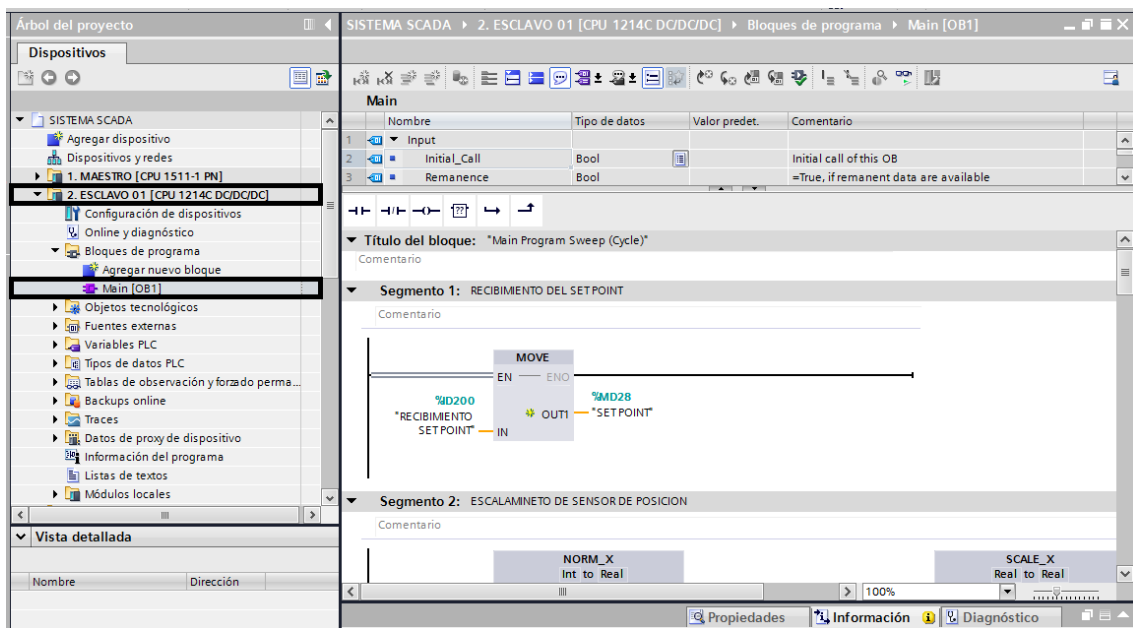 Árbol del proyecto
Dispositivos
SISTEMA SCADA
Agregar dispositivo
Dispositivos y redes
1. MAESTRO [CPU 1511-1 PN]
2. ESCLAVO 01 [CPU 1214C DC/DC/DC]
Configuración de dispositivos
Online y diagnóstico
Bloques de programa
Agregar nuevo bloque
Main [OB1]
Objetos tecnológicos
Fuentes externas
Variables PLC
Tipos de datos PLC
Tablas de observación y forzado perma...
Backups online
Traces
Datos de proxy de dispositivo
Información del programa
Listas de textos
Módulos locales
Vista detallada
Nombre Dirección
SISTEMA SCADA 2. ESCLAVO 01 [CPU 1214C DC/DC/DC] Bloques de programa Main [OB1]
Main
Nombre Tipo de datos Valor predet. Comentario
1 Input
2 Initial_Call Bool Initial call of this OB
3 Remanence Bool =True, if remanent data are available
??
Título del bloque: "Main Program Sweep (Cycle)"
Comentario
Segmento 1: RECIBIMIENTO DEL SETPOINT
Comentario
MOVE
EN ENO
%ID200
"RECIBIMIENTO
SETPOINT" IN
OUT1
%MD28
"SETPOINT"
Segmento 2: ESCALAMINETO DE SENSOR DE POSICION
Comentario
NORM_X
Int to Real
SCALE_X
Real to Real
100%
Propiedades Información Diagnóstico